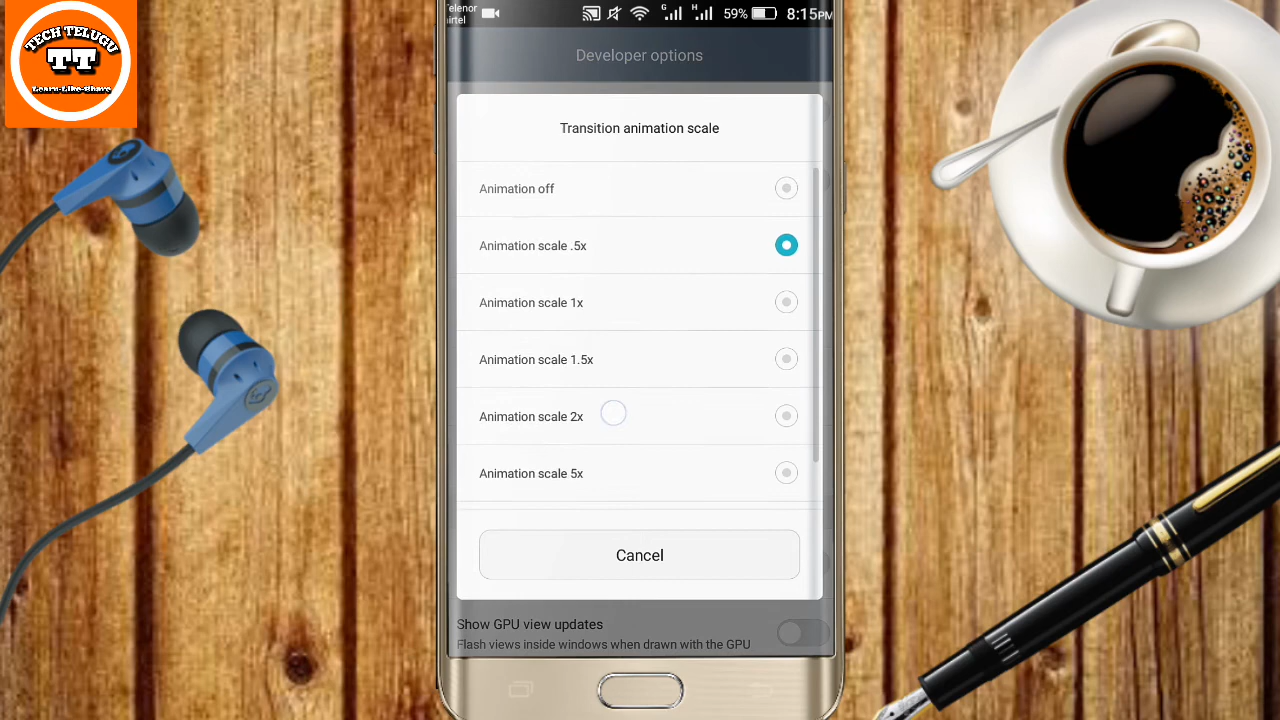 TECH TELUGU
TT
Learn-Like-Share
Telenor
airtel
G
H
59%
8:15PM
Developer options
Transition animation scale
Animation off
Animation scale .5x
Animation scale 1x
Animation scale 1.5x
Animation scale 2x
Animation scale 5x
Cancel
Show GPU view updates
Flash views inside windows when drawn with the GPU